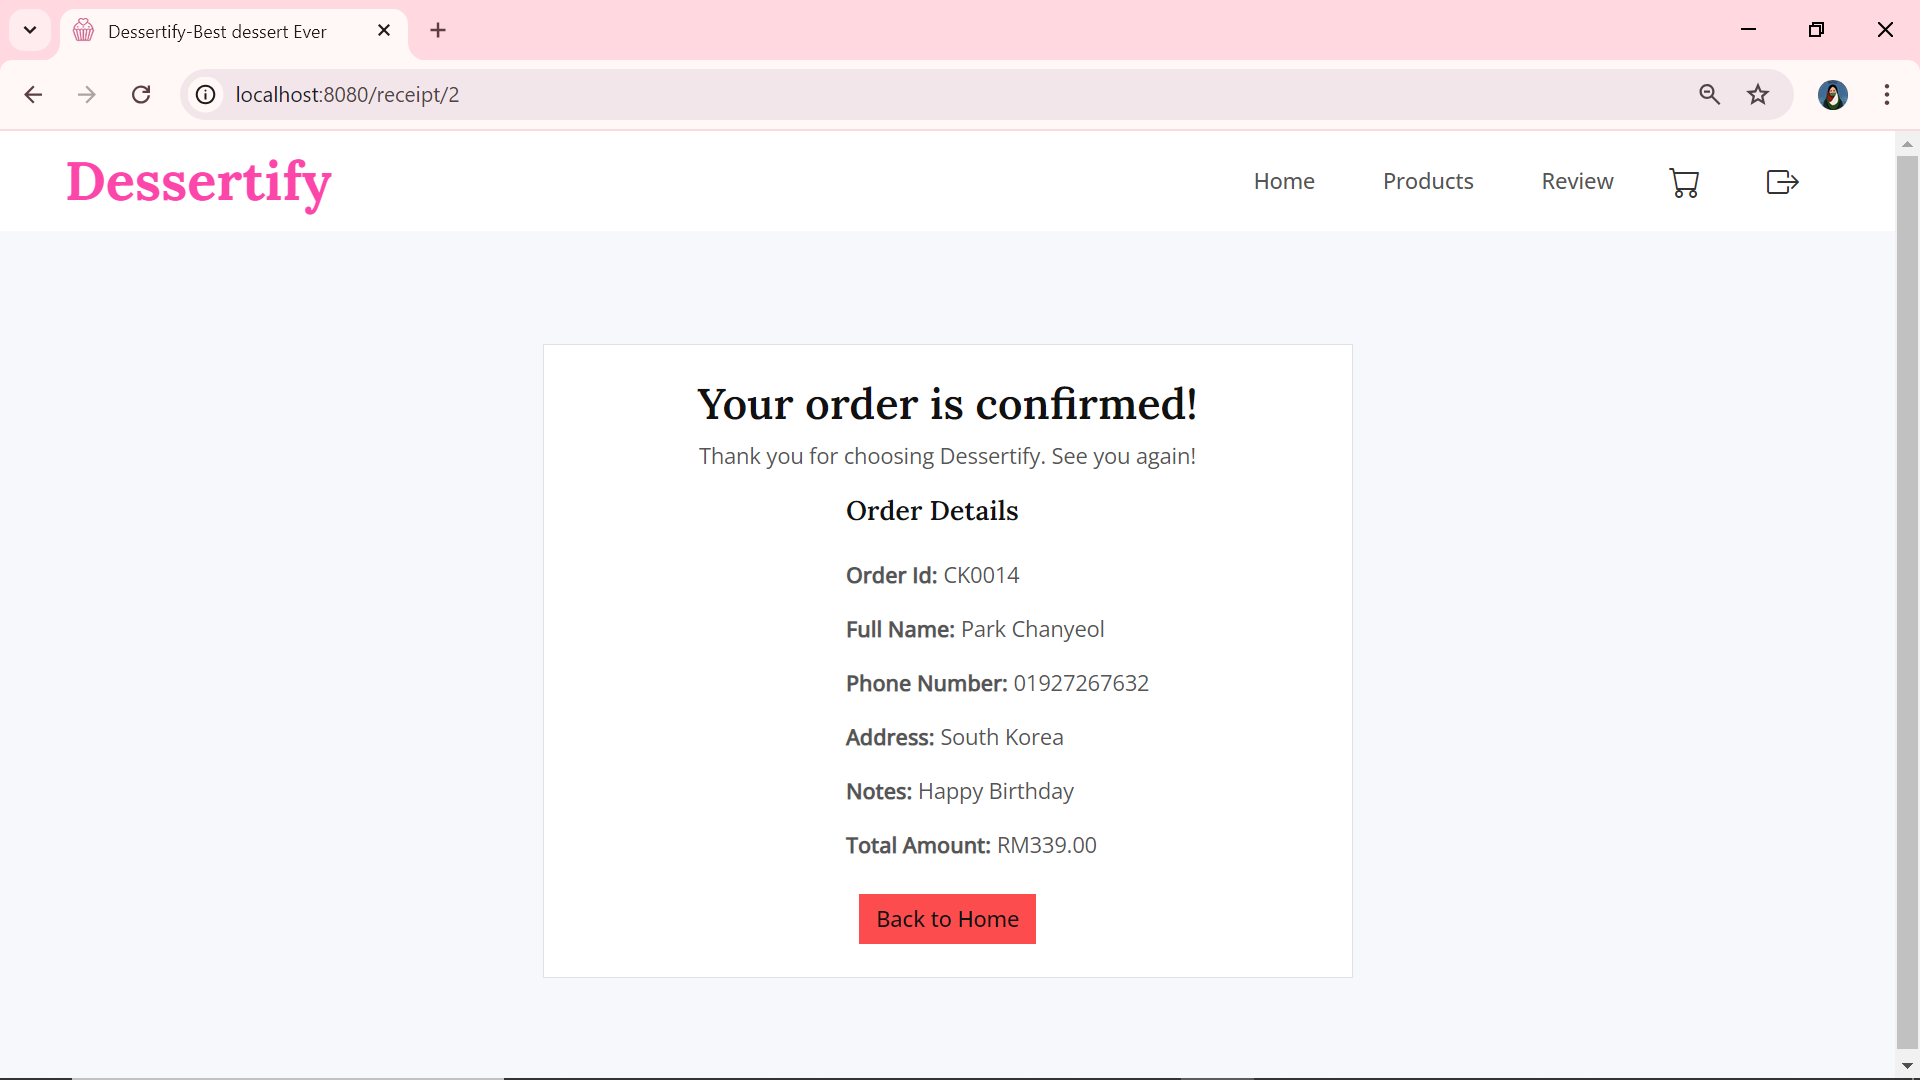 Dessertify-Best dessert Ever
localhost:8080/receipt/2
Dessertify
Home
Products
Review
Your order is confirmed!
Thank you for choosing Dessertify. See you again!
Order Details
Order Id: CK0014
Full Name: Park Chanyeol
Phone Number: 01927267632
Address: South Korea
Notes: Happy Birthday
Total Amount: RM339.00
Back to Home